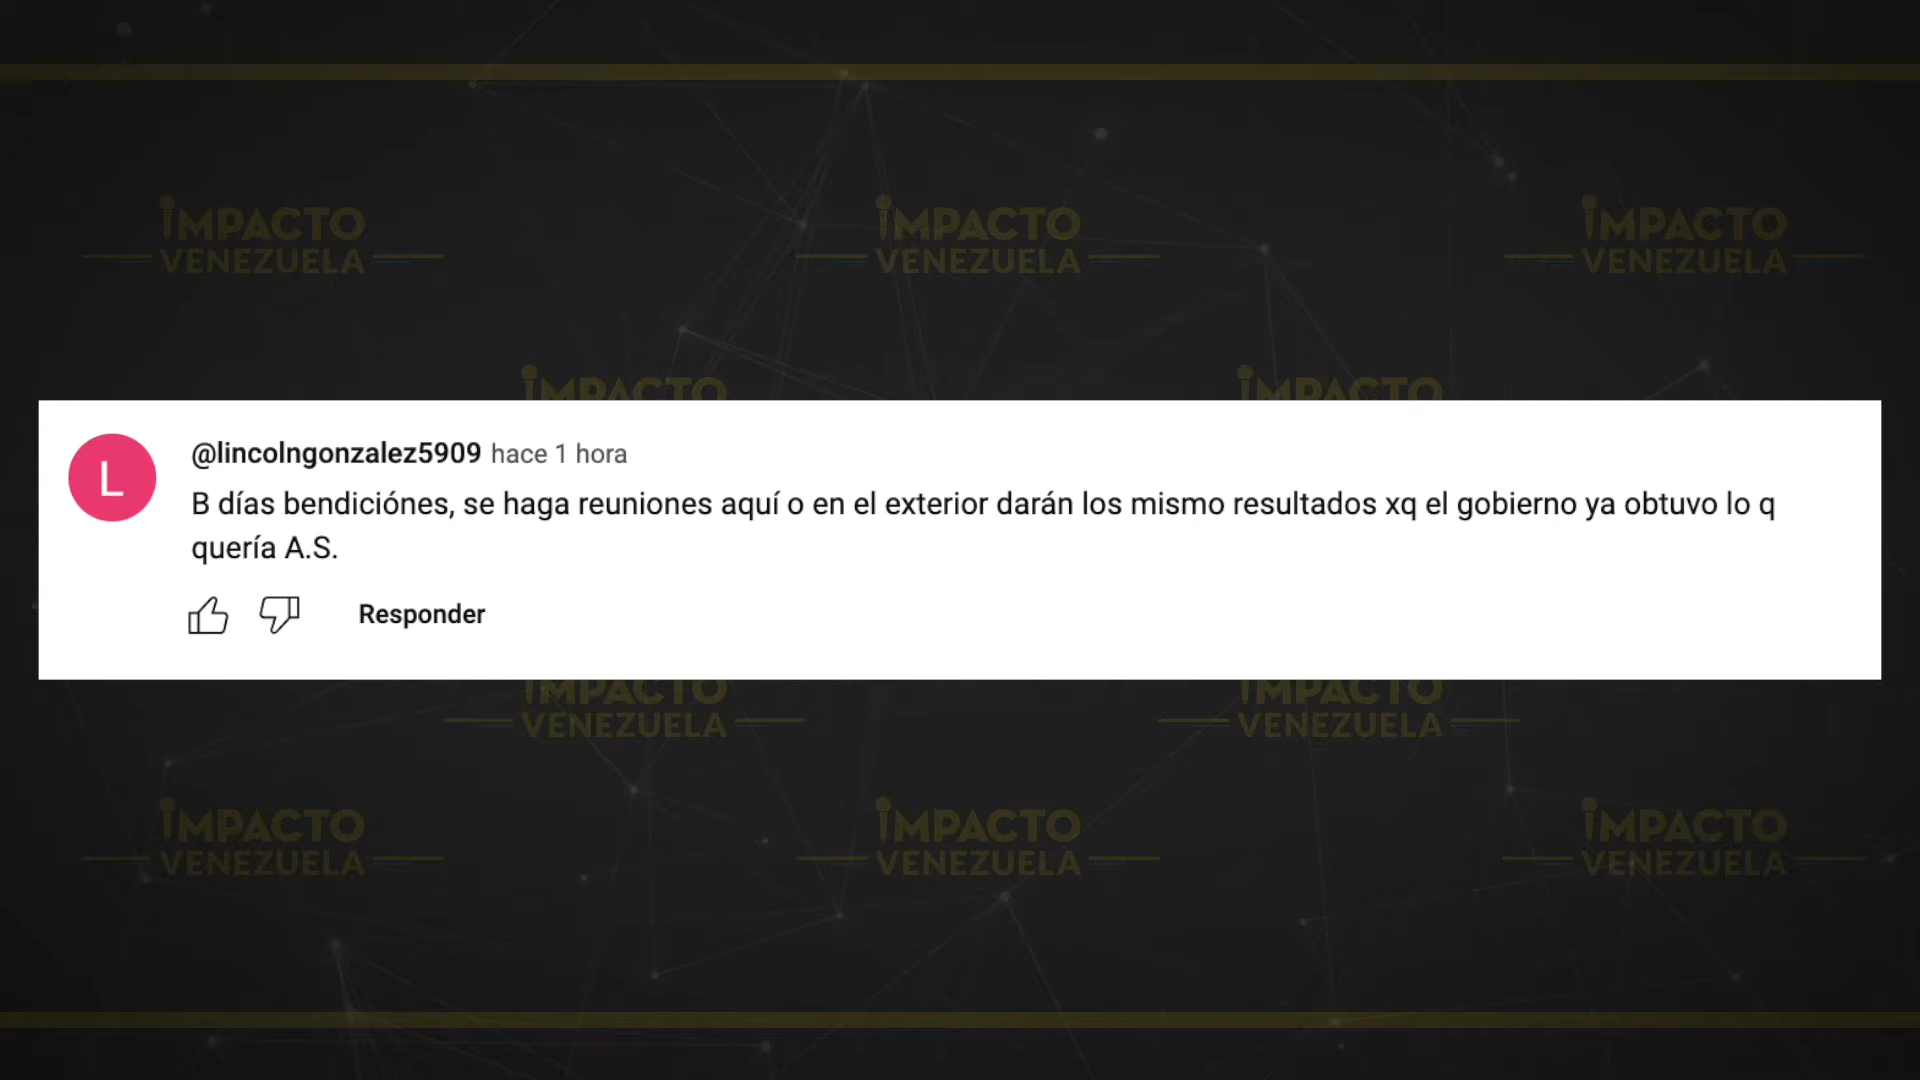 IMPACTO
VENEZUELA
IMPACTO
VENEZUELA
IMPACTO
VENEZUELA
IMPACTO
IMPACTO
@lincolngonzalez5909 hace 1 hora
B días bendiciónes, se haga reuniones aquí o en el exterior darán los mismo resultados xq el gobierno ya obtuvo lo q
quería A.S.
Responder
IMPACTO
VENEZUELA
IMPACTO
VENEZUELA
IMPACTO
VENEZUELA
IMPACTO
VENEZUELA
IMPACTO
VENEZUELA